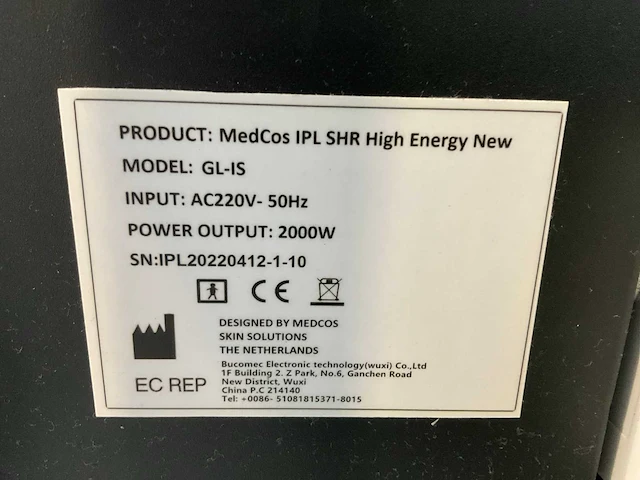 PRODUCT: MedCos IPL SHR High Energy New
MODEL: GL-IS
INPUT: AC220V- 50Hz
POWER OUTPUT: 2000W
SN:IPL20220412-1-10
CE
DESIGNED BY MEDCOS
SKIN SOLUTIONS
THE NETHERLANDS
EC REP
Bucomec Electronic technology(wuxi) Co.,Ltd
1F Building 2. Z Park, No.6, Ganchen Road
New District, Wuxi
China P.C 214140
Tel: +0086- 51081815371-8015